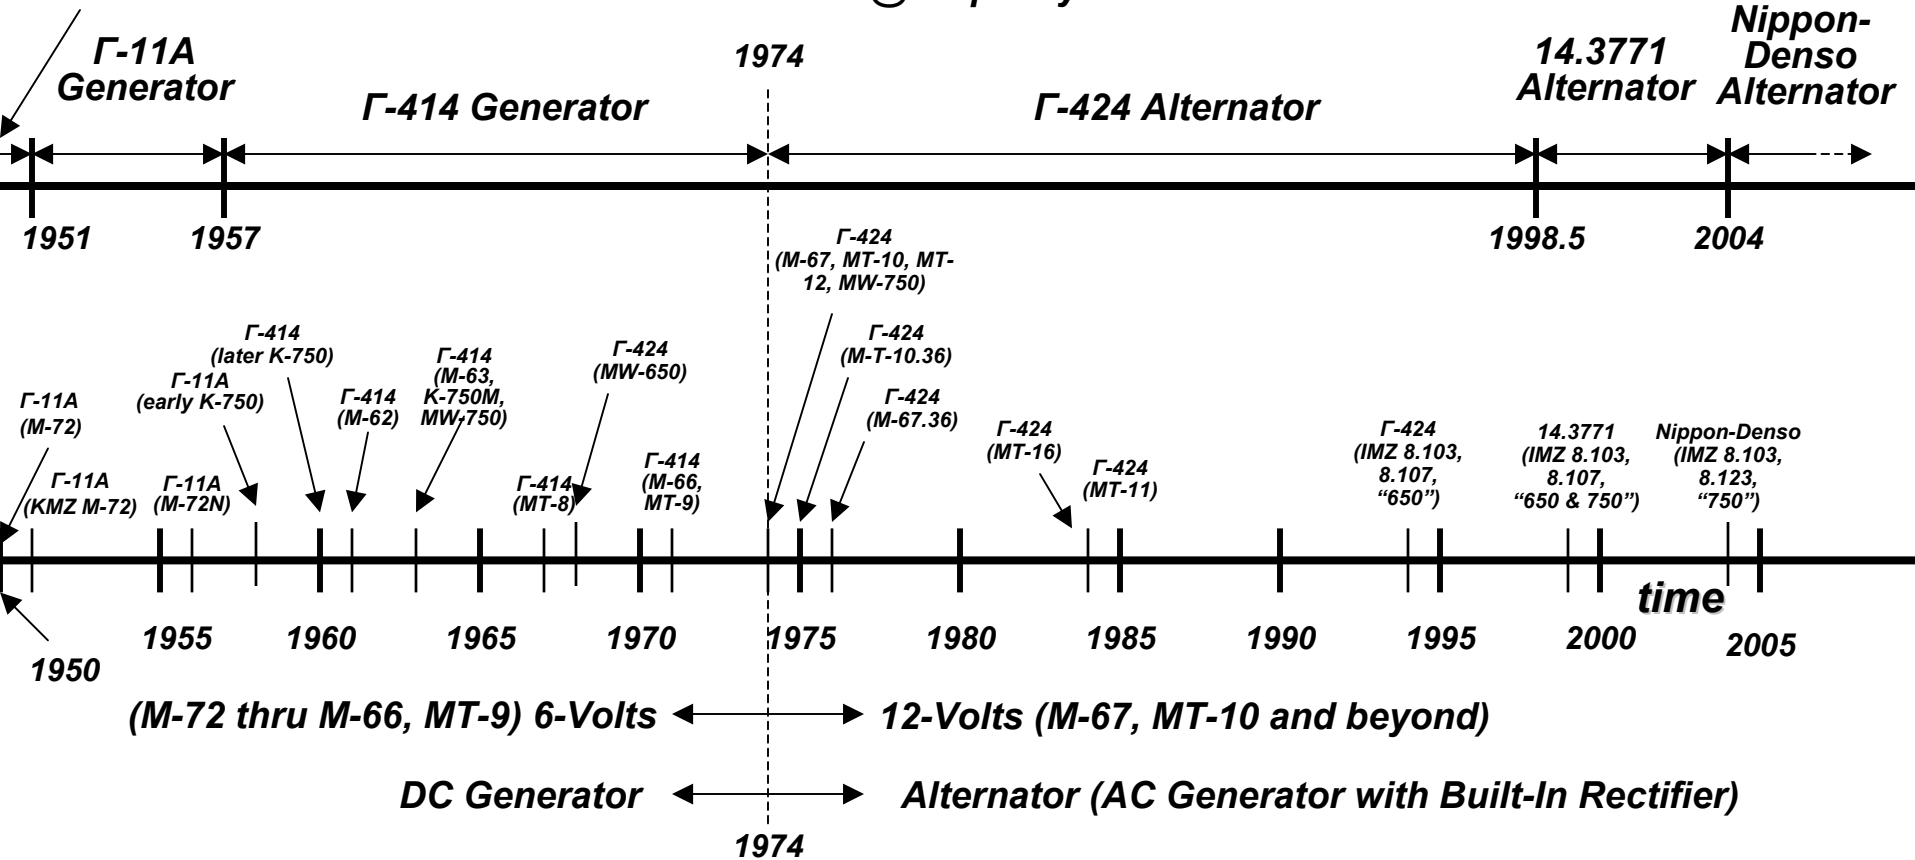 Г-11А
Generator
Г-414 Generator
1974
Г-424 Alternator
14.3771
Alternator
Nippon-
Denso
Alternator
1951
1957
1998.5
2004
Г-424
(M-67, MT-10, MT-
12, MW-750)
Г-11А
(M-72)
Г-11А
(KMZ M-72)
Г-11А
(M-72N)
Г-11А
(early K-750)
Г-414
(later K-750)
Г-414
(M-62)
Г-414
(M-63,
K-750M,
MW-750)
Г-414
(MT-8)
Г-424
(MW-650)
Г-414
(M-66,
MT-9)
Г-424
(M-T-10.36)
Г-424
(M-67.36)
Г-424
(MT-16)
Г-424
(MT-11)
Г-424
(IMZ 8.103,
8.107,
“650”)
14.3771
(IMZ 8.103,
8.107,
“650 & 750”)
Nippon-Denso
(IMZ 8.103,
8.123,
“750”)
time
1950
1955
1960
1965
1970
1975
1980
1985
1990
1995
2000
2005
(M-72 thru M-66, MT-9) 6-Volts
12-Volts (M-67, MT-10 and beyond)
DC Generator
Alternator (AC Generator with Built-In Rectifier)
1974